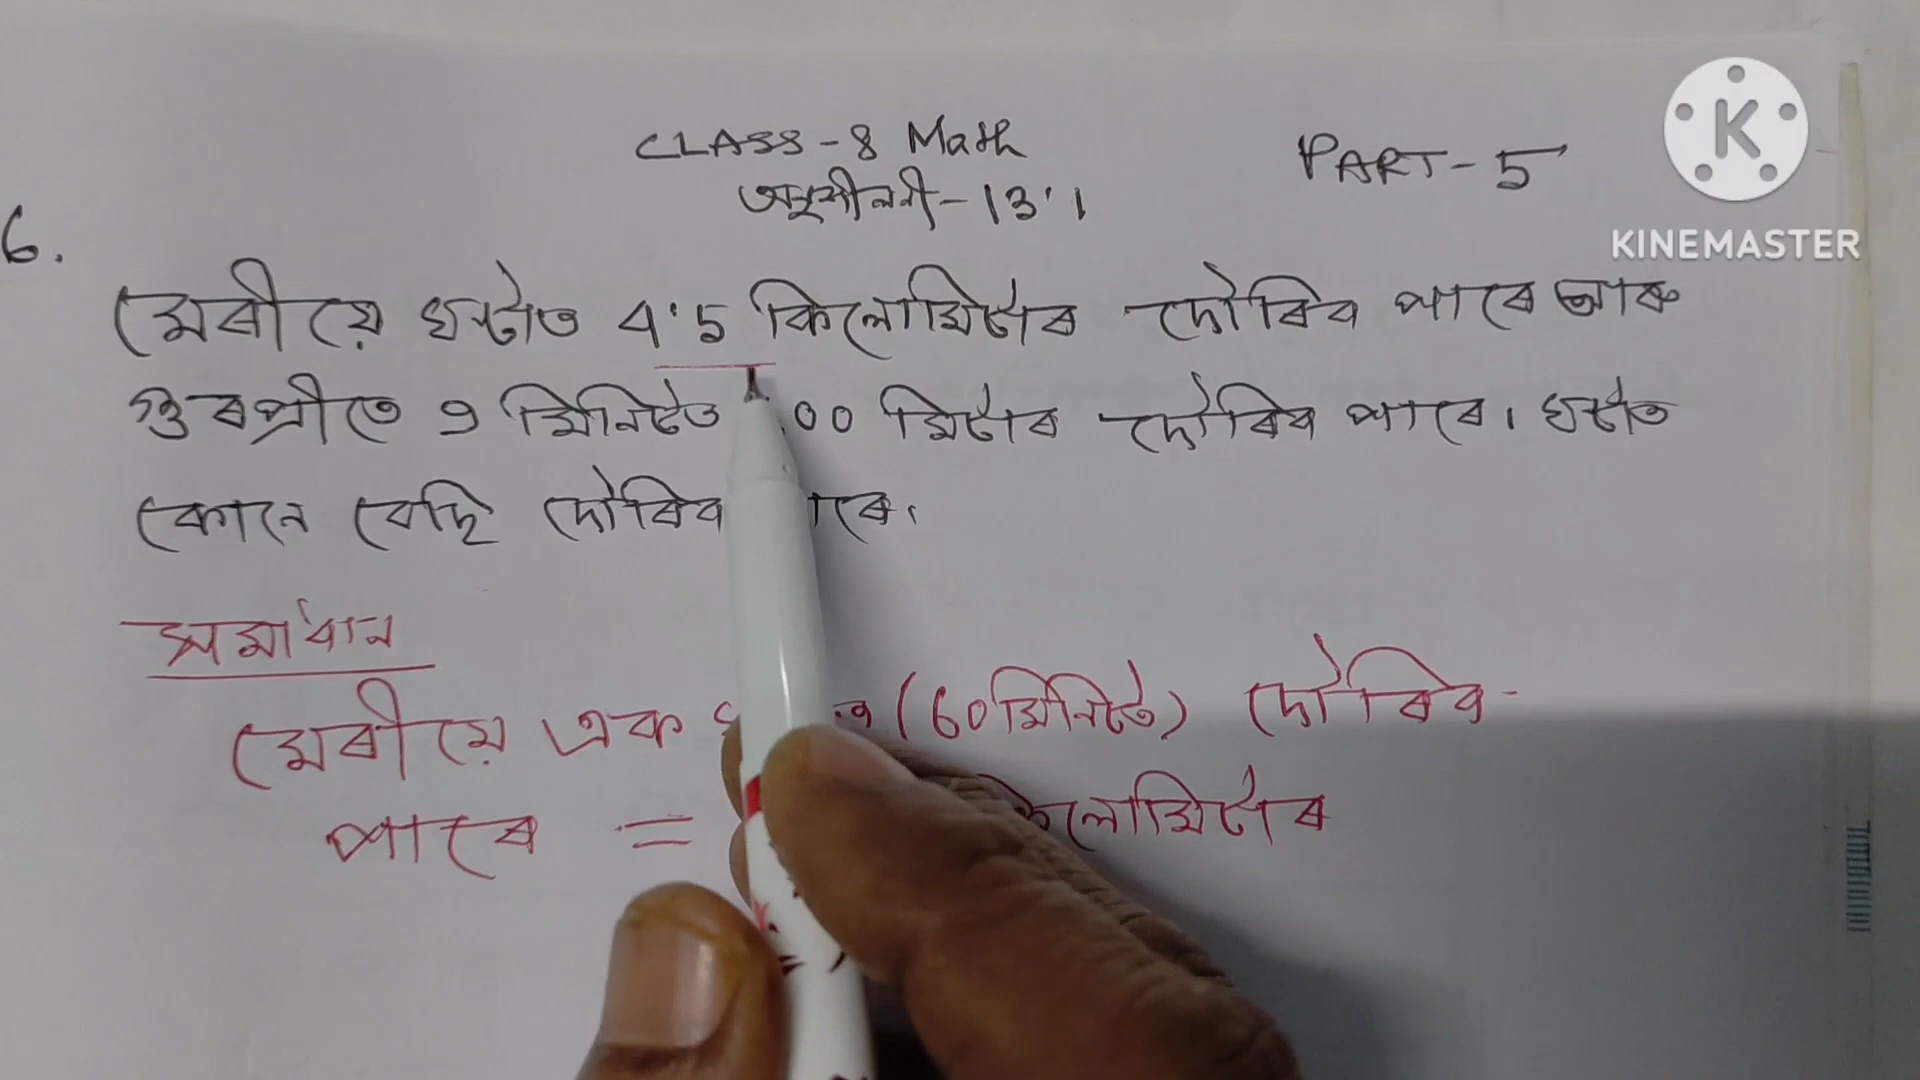 CLASS-8 Math
PART-5
অনুশীলনী-13.1
KINEMASTER
6.
মেৰীয়ে ঘণ্টাত 4.5 কিলোমিটাৰ দৌৰিব পাৰে আৰু
গুৰপ্ৰীতে 9 মিনিটত 00 মিটাৰ দৌৰিব পাৰে। ঘণ্টাত
কোনে বেছি দৌৰিব
সমাধান
মেৰীয়ে এক (60 মিনিটত) দৌৰিব
পাৰে = কিলোমিটাৰ